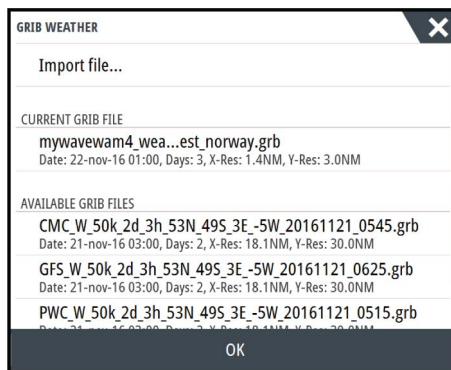 GRIB WEATHER
Import file...
CURRENT GRIB FILE
mywavewam4_wea...est_norway.grb
Date: 22-nov-16 01:00, Days: 3, X-Res: 1.4NM, Y-Res: 3.0NM
AVAILABLE GRIB FILES
CMC_W_50k_2d_3h_53N_49S_3E_-5W_20161121_0545.grb
Date: 21-nov-16 03:00, Days: 2, X-Res: 18.1NM, Y-Res: 30.0NM
GFS_W_50k_2d_3h_53N_49S_3E_-5W_20161121_0625.grb
Date: 21-nov-16 03:00, Days: 2, X-Res: 18.1NM, Y-Res: 30.0NM
PWC_W_50k_2d_3h_53N_49S_3E_-5W_20161121_0515.grb
OK